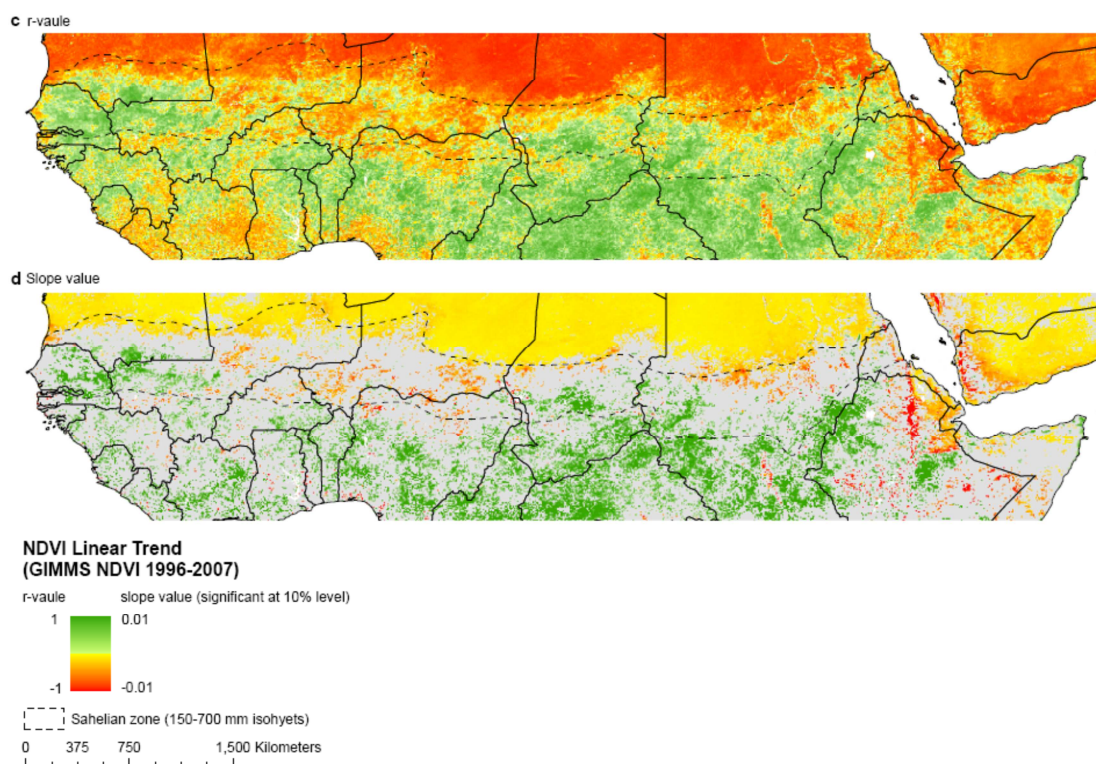 c r-vaule
d Slope value
NDVI Linear Trend
(GIMMS NDVI 1996-2007)
r-vaule slope value (significant at 10% level)
1 0.01
-1 -0.01
Sahelian zone (150-700 mm isohyets)
0 375 750 1,500 Kilometers